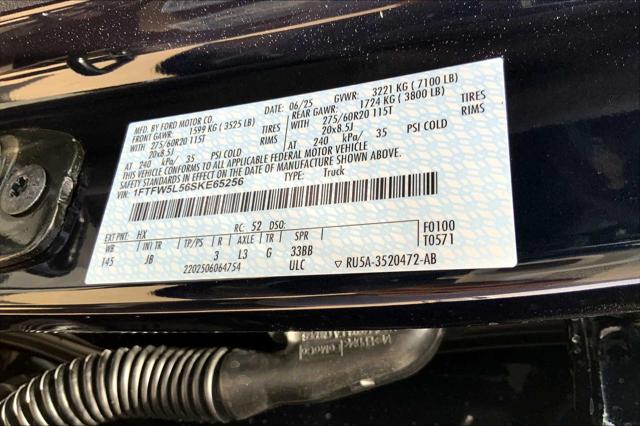 MFD. BY FORD MOTOR CO. DATE: 06/25 GVWR: 3221 KG ( 7100 LB)
FRONT GAWR: 1599 KG ( 3525 LB) REAR GAWR: 1724 KG ( 3800 LB)
WITH 275/60R20 115T TIRES WITH 275/60R20 115T TIRES
20x8.5J RIMS 20x8.5J RIMS
AT 240 kPa/ 35 PSI COLD AT 240 kPa/ 35 PSI COLD
THIS VEHICLE CONFORMS TO ALL APPLICABLE FEDERAL MOTOR VEHICLE
SAFETY STANDARDS IN EFFECT ON THE DATE OF MANUFACTURE SHOWN ABOVE.
VIN: 1FTFW5L56SKE65256 TYPE: Truck
EXT PNT: HX RC: 52 DSO: F0100
WB INT TR TP/PS R AXLE TR SPR T0571
145 JB 3 L3 G 33BB
2202506064754 ULC ▽ RU5A-3520472-AB